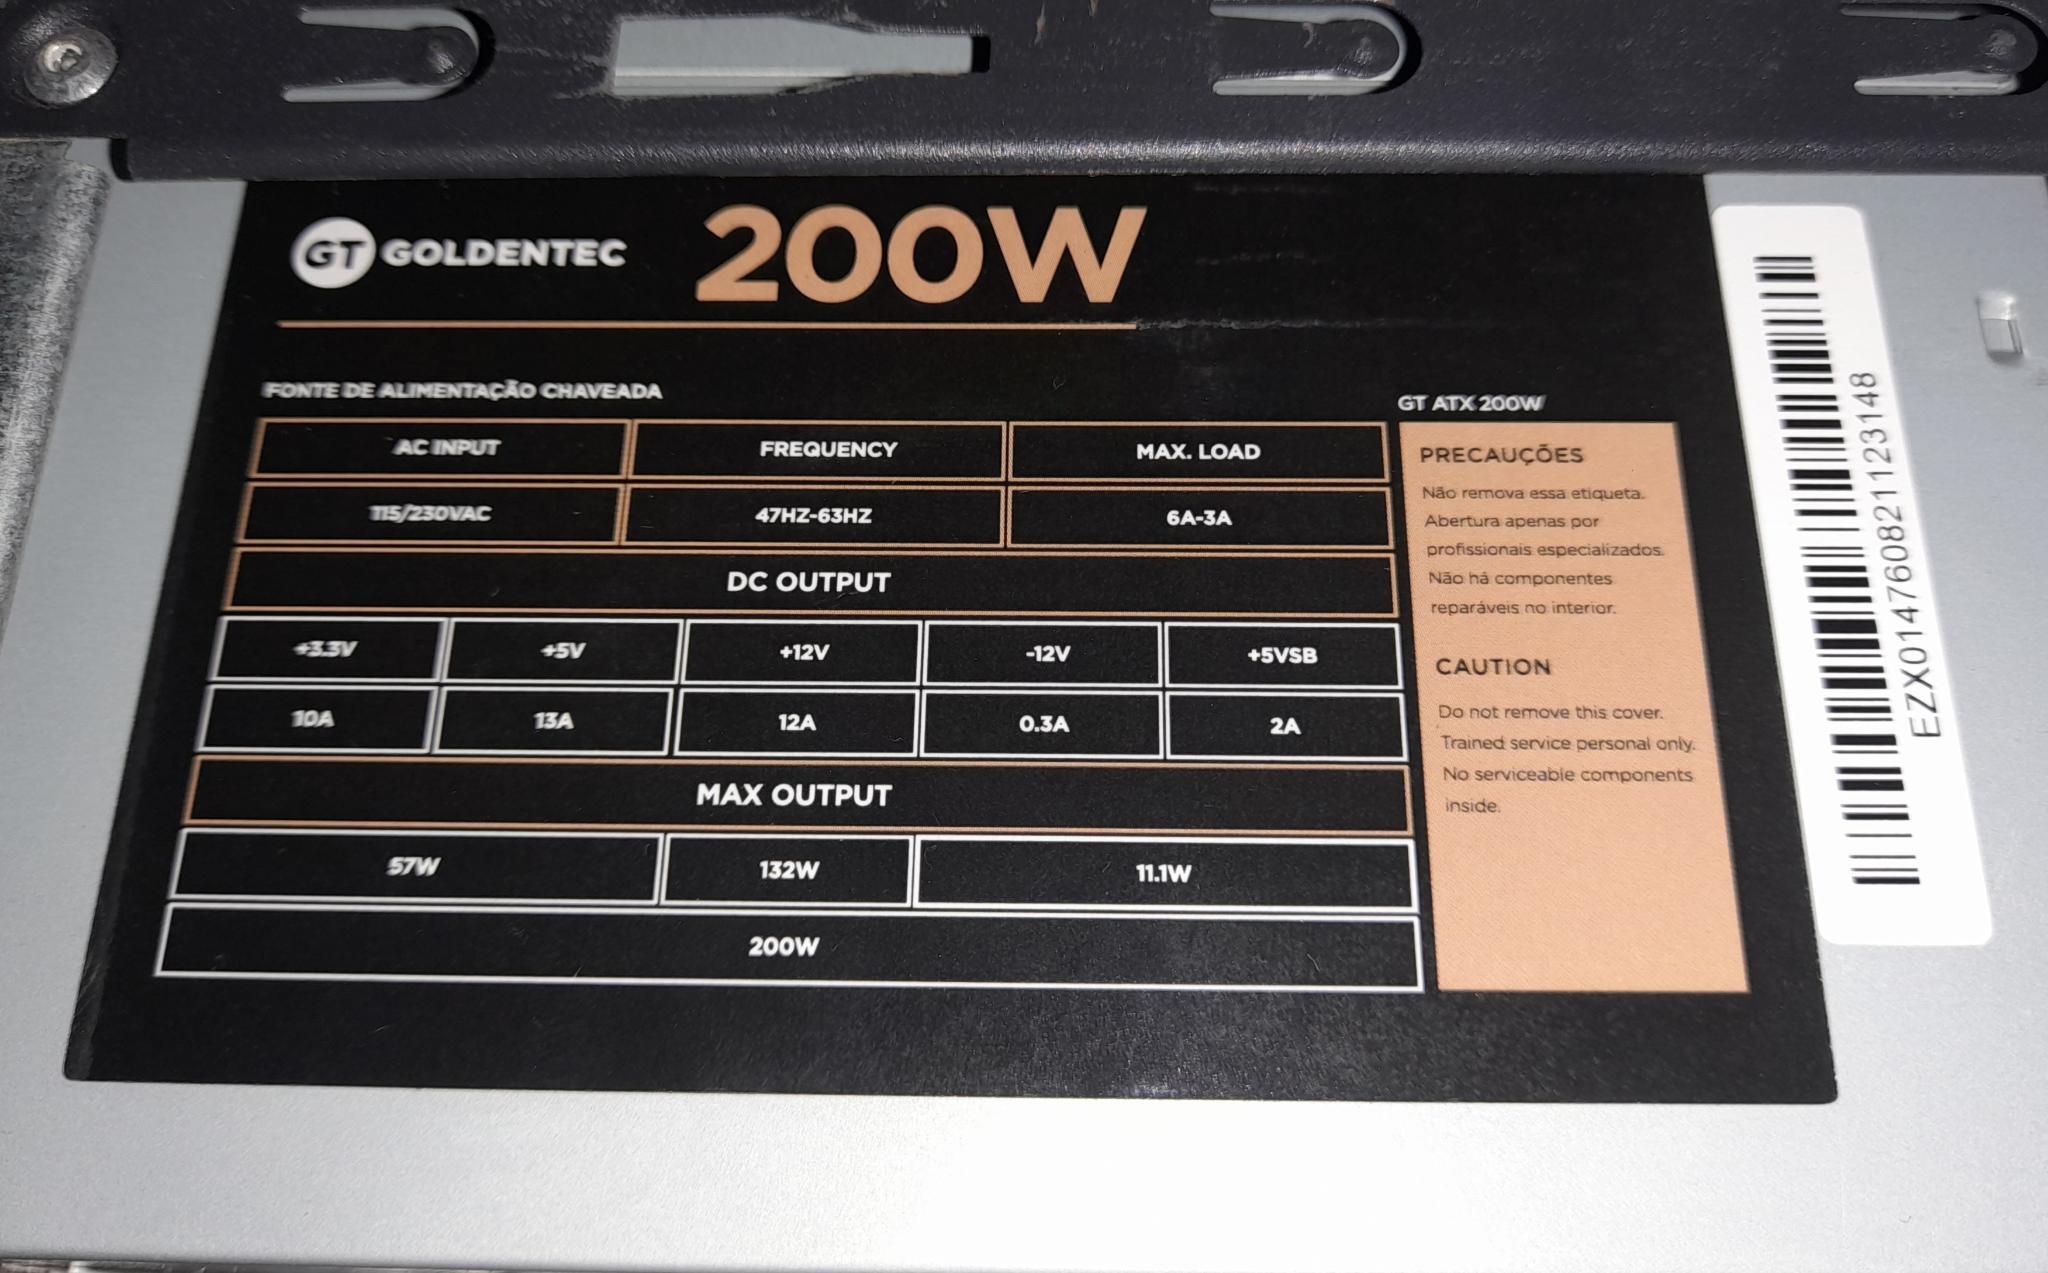 GT GOLDENTEC 200W
FONTE DE ALIMENTAÇÃO CHAVEADA
GT ATX 200W
AC INPUT FREQUENCY MAX. LOAD
115/230VAC 47HZ-63HZ 6A-3A
DC OUTPUT
+3.3V +5V +12V -12V +5VSB
10A 13A 12A 0.3A 2A
MAX OUTPUT
57W 132W 11.1W
200W
PRECAUÇÕES
Não remova essa etiqueta.
Abertura apenas por
profissionais especializados.
Não há componentes
reparáveis no interior.
CAUTION
Do not remove this cover.
Trained service personal only.
No serviceable components
inside.
EZX014760821123148